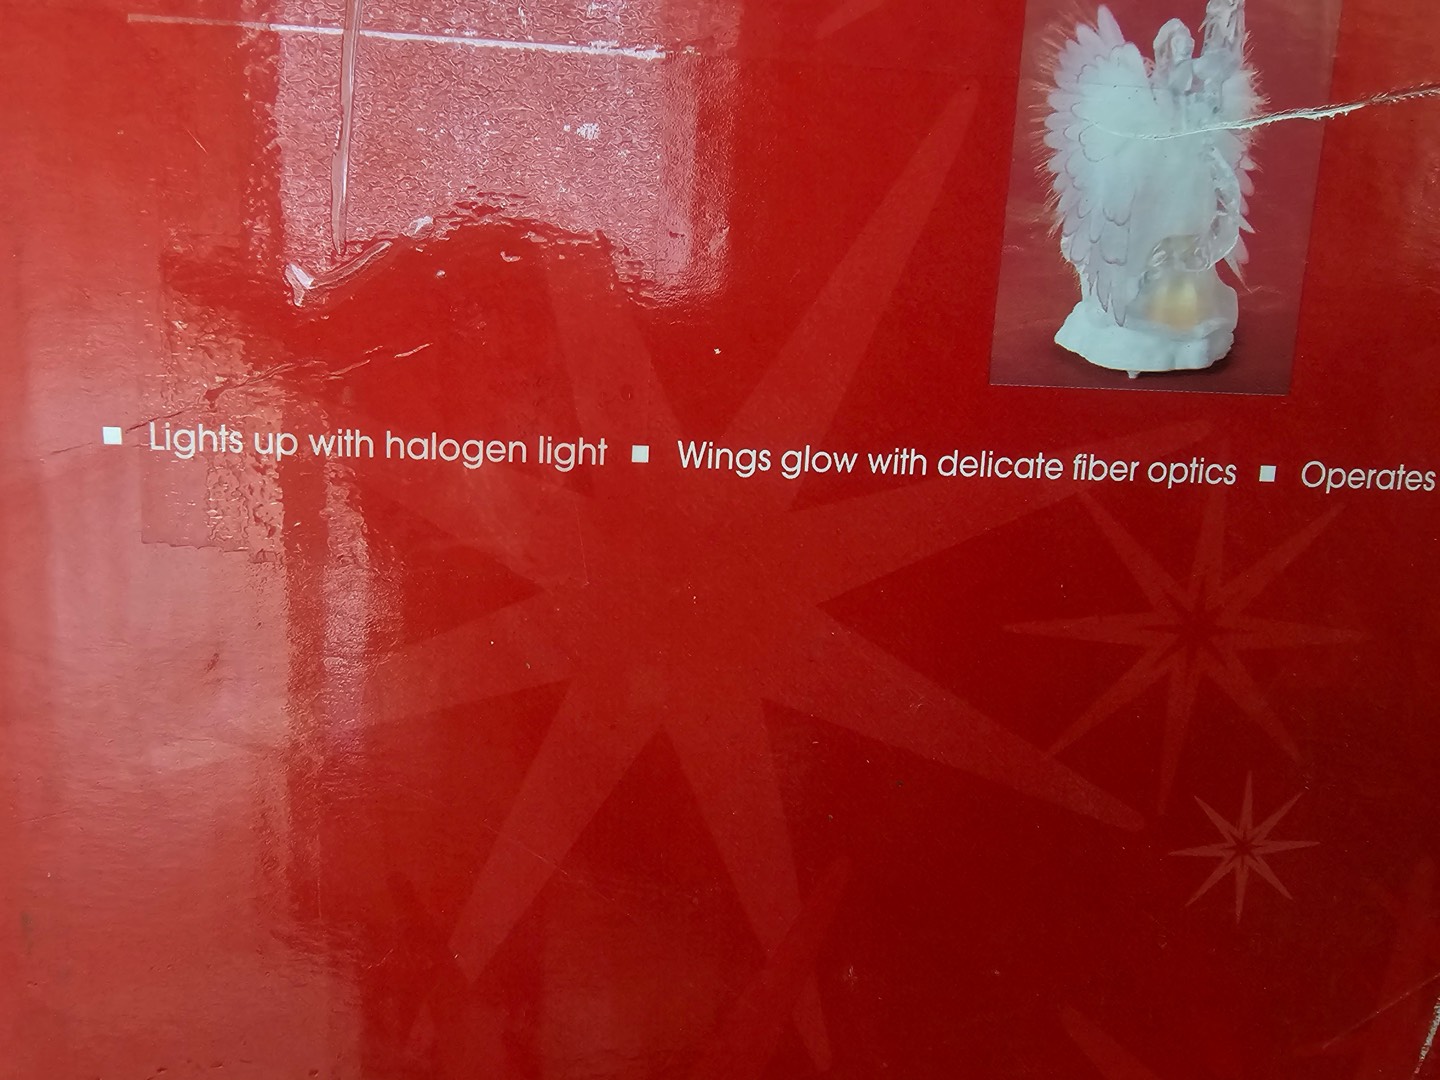 ▪ Lights up with halogen light ▪ Wings glow with delicate fiber optics ▪ Operates